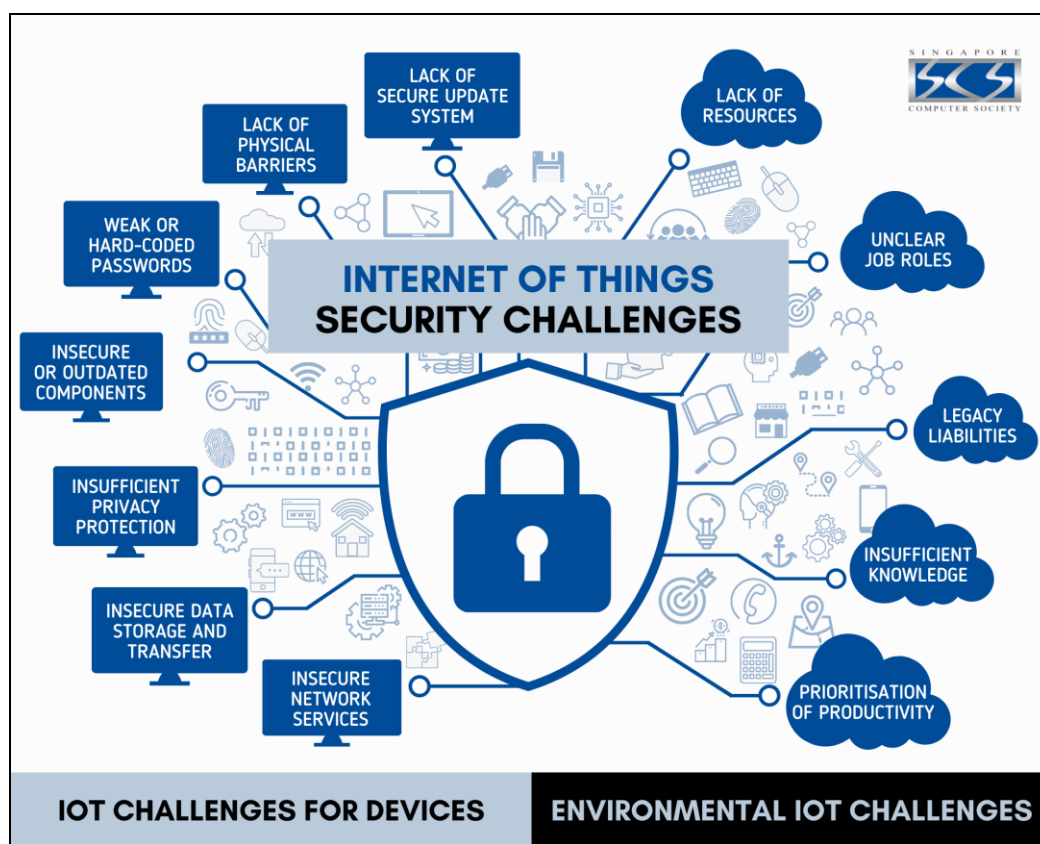 SINGAPORE
SCS
COMPUTER SOCIETY
INTERNET OF THINGS
SECURITY CHALLENGES
LACK OF
SECURE UPDATE
SYSTEM
LACK OF
PHYSICAL
BARRIERS
WEAK OR
HARD-CODED
PASSWORDS
INSECURE
OR OUTDATED
COMPONENTS
INSUFFICIENT
PRIVACY
PROTECTION
INSECURE DATA
STORAGE AND
TRANSFER
INSECURE
NETWORK
SERVICES
LACK OF
RESOURCES
UNCLEAR
JOB ROLES
LEGACY
LIABILITIES
INSUFFICIENT
KNOWLEDGE
PRIORITISATION
OF PRODUCTIVITY
WWW
IOT CHALLENGES FOR DEVICES
ENVIRONMENTAL IOT CHALLENGES